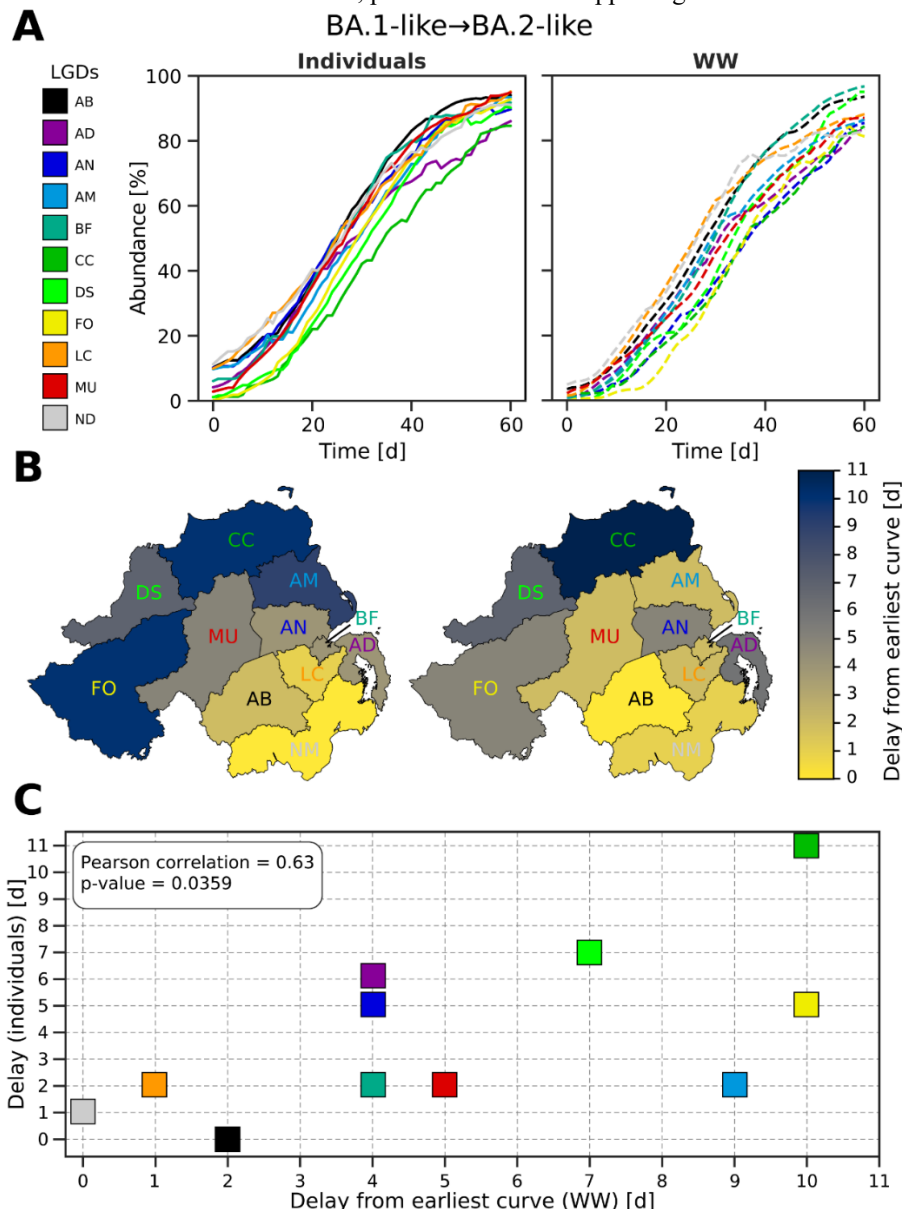 A
BA.1-like→BA.2-like
LGDs
AB
AD
AN
AM
BF
CC
DS
FO
LC
MU
ND
Individuals
WW
Abundance [%]
100
80
60
40
20
0
0 20 40 60
Time [d]
0 20 40 60
Time [d]
B
CC
DS
AM
MU
AN
BF
AD
FO
LC
AB
NM
CC
DS
AM
MU
AN
BF
AD
FO
LC
AB
NM
11
10
9
8
7
6
5
4
3
2
1
0
Delay from earliest curve [d]
C
Pearson correlation = 0.63
p-value = 0.0359
Delay (individuals) [d]
11
10
9
8
7
6
5
4
3
2
1
0
0 1 2 3 4 5 6 7 8 9 10 11
Delay from earliest curve (WW) [d]